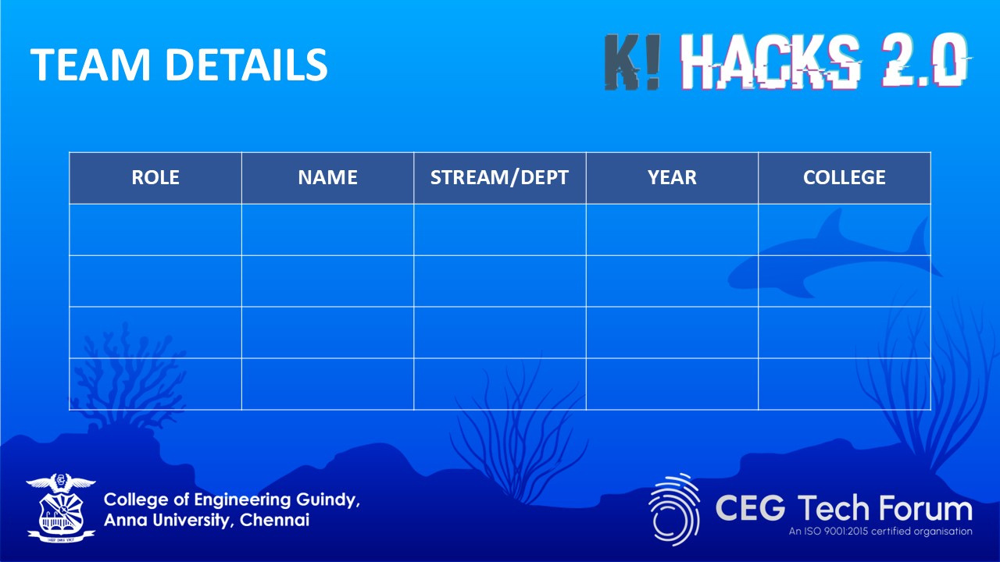 TEAM DETAILS
K! HACKS 2.0
ROLE NAME STREAM/DEPT YEAR COLLEGE
College of Engineering Guindy,
Anna University, Chennai
CEG Tech Forum
An ISO 9001:2015 certified organisation